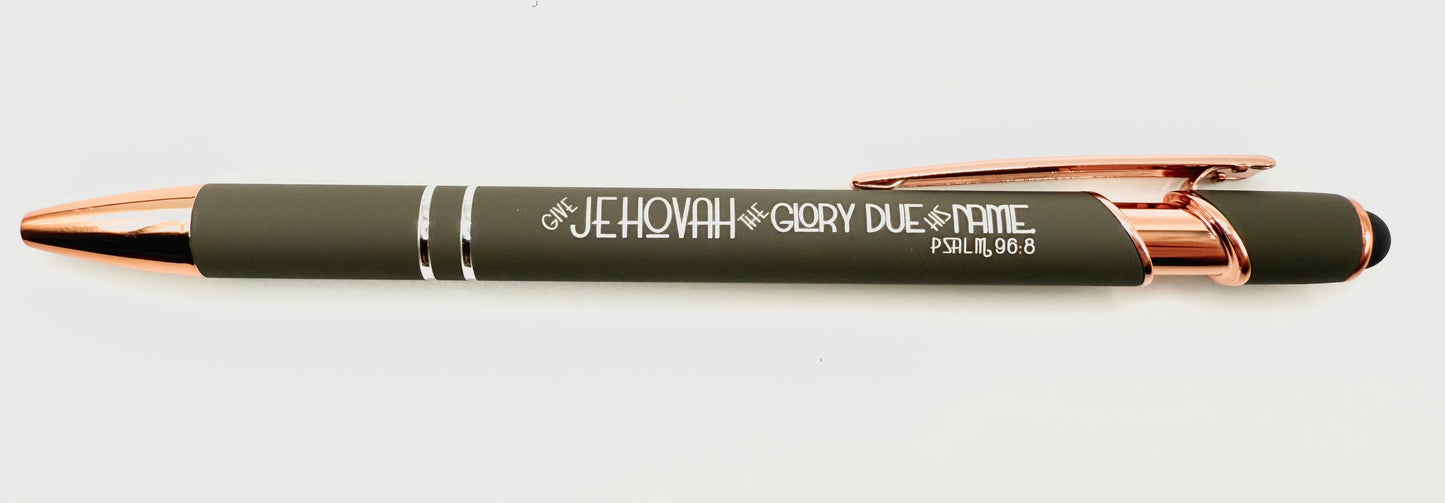 GIVE JEHOVAH THE GLORY DUE HIS NAME.
PSALM 96:8